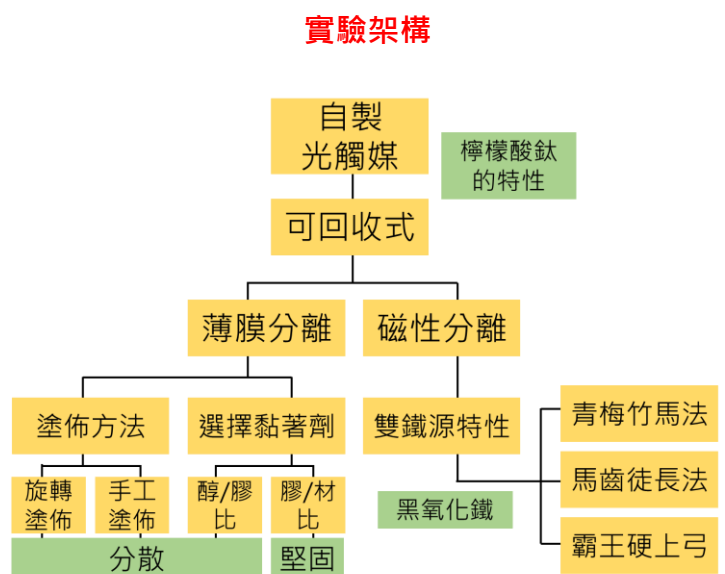 實驗架構
自製
光觸媒
檸檬酸鈦
的特性
可回收式
薄膜分離
磁性分離
塗佈方法
選擇黏著劑
雙鐵源特性
青梅竹馬法
旋轉
塗佈
手工
塗佈
醇/膠
比
膠/材
比
黑氧化鐵
馬齒徒長法
分散
堅固
霸王硬上弓